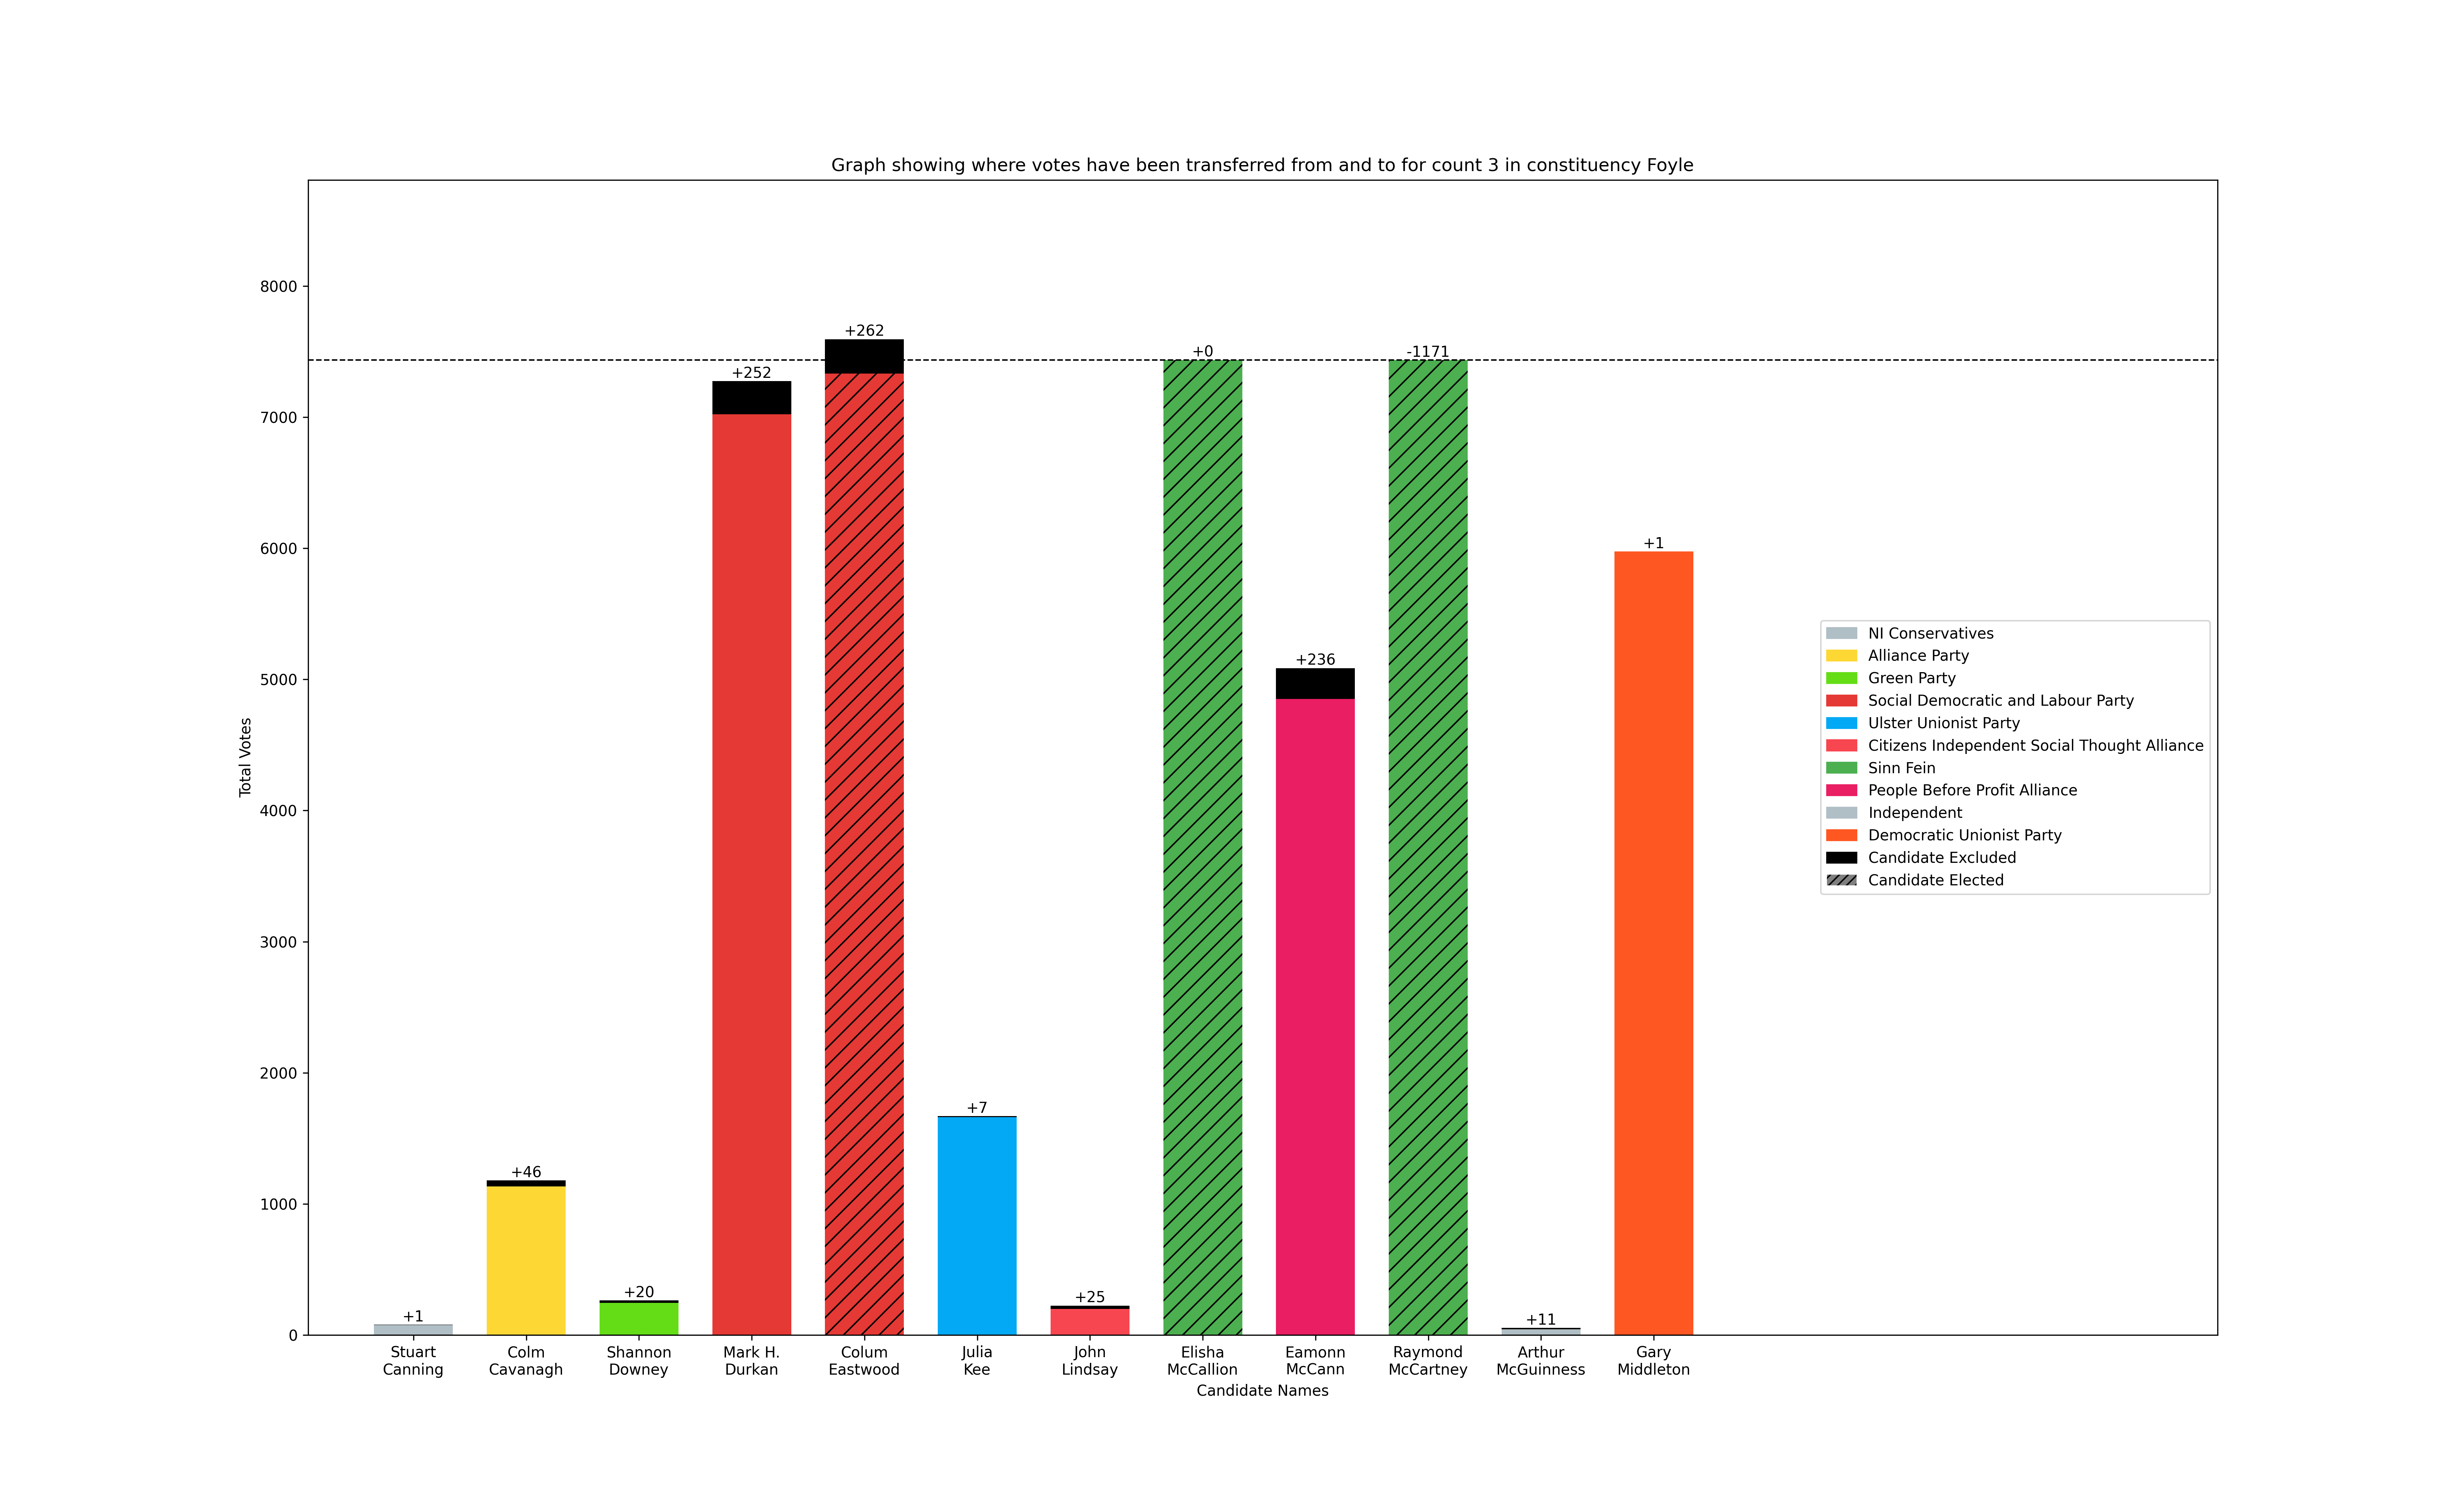 Graph showing where votes have been transferred from and to for count 3 in constituency Foyle
Total Votes
8000
7000
6000
5000
4000
3000
2000
1000
0
+1
+46
+20
+252
+262
+7
+25
+0
+236
-1171
+11
+1
Stuart
Canning
Colm
Cavanagh
Shannon
Downey
Mark H.
Durkan
Colum
Eastwood
Julia
Kee
John
Lindsay
Elisha
McCallion
Eamonn
McCann
Raymond
McCartney
Arthur
McGuinness
Gary
Middleton
Candidate Names
NI Conservatives
Alliance Party
Green Party
Social Democratic and Labour Party
Ulster Unionist Party
Citizens Independent Social Thought Alliance
Sinn Fein
People Before Profit Alliance
Independent
Democratic Unionist Party
Candidate Excluded
Candidate Elected